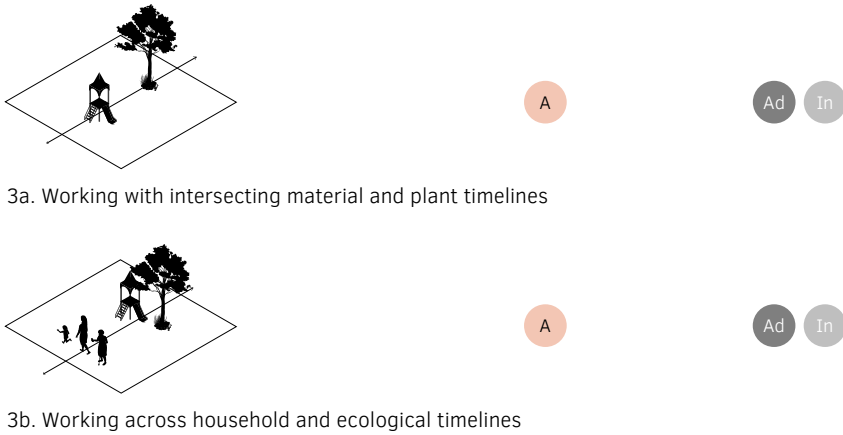 A Ad In
3a. Working with intersecting material and plant timelines
A Ad In
3b. Working across household and ecological timelines